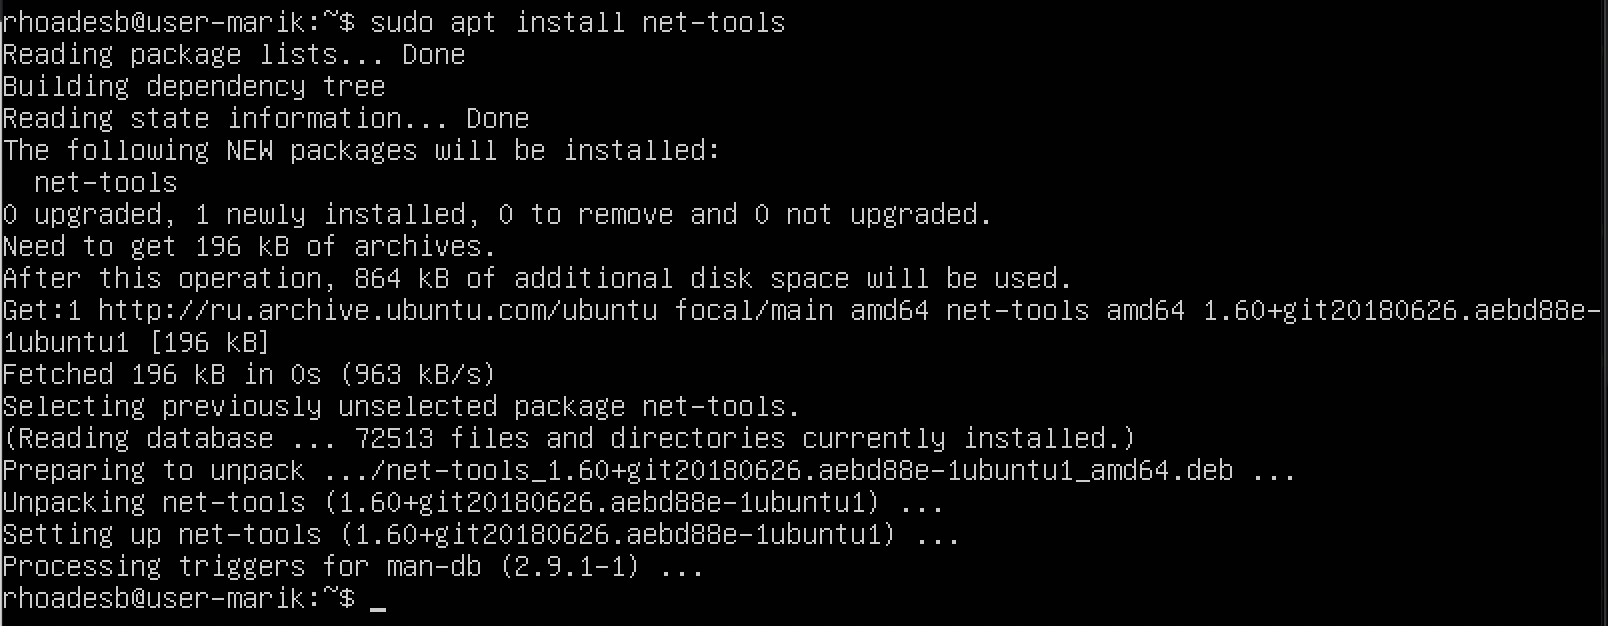 rhoadesb@user-marik:~$ sudo apt install net-tools
Reading package lists... Done
Building dependency tree
Reading state information... Done
The following NEW packages will be installed:
  net-tools
0 upgraded, 1 newly installed, 0 to remove and 0 not upgraded.
Need to get 196 kB of archives.
After this operation, 864 kB of additional disk space will be used.
Get:1 http://ru.archive.ubuntu.com/ubuntu focal/main amd64 net-tools amd64 1.60+git20180626.aebd88e-
1ubuntu1 [196 kB]
Fetched 196 kB in 0s (963 kB/s)
Selecting previously unselected package net-tools.
(Reading database ... 72513 files and directories currently installed.)
Preparing to unpack .../net-tools_1.60+git20180626.aebd88e-1ubuntu1_amd64.deb ...
Unpacking net-tools (1.60+git20180626.aebd88e-1ubuntu1) ...
Setting up net-tools (1.60+git20180626.aebd88e-1ubuntu1) ...
Processing triggers for man-db (2.9.1-1) ...
rhoadesb@user-marik:~$ _